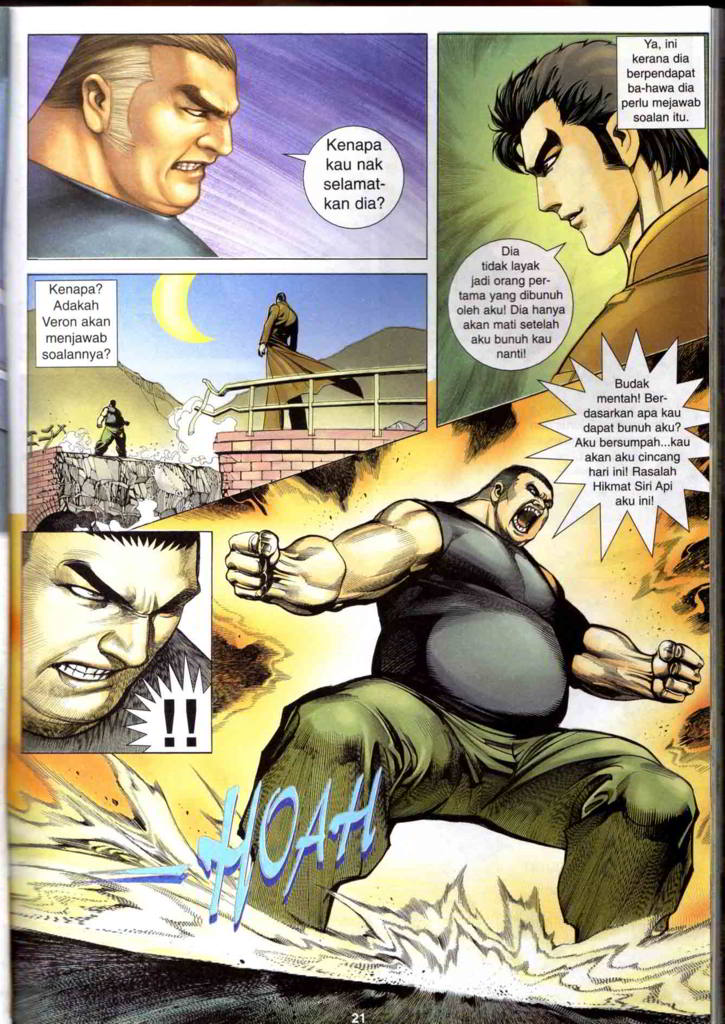 Kenapa
kau nak
selamat-
kan dia?
Ya, ini
kerana dia
berpendapat
ba-hawa dia
perlu mejawab
soalan itu.
Dia
tidak layak
jadi orang per-
tama yang dibunuh
oleh aku! Dia hanya
akan mati setelah
aku bunuh kau
nanti!
Kenapa?
Adakah
Veron akan
menjawab
soalannya?
Budak
mentah! Ber-
dasarkan apa kau
dapat bunuh aku?
Aku bersumpah...kau
akan aku cincang
hari ini! Rasalah
Hikmat Siri Api
aku ini!
!!
HOAH
21